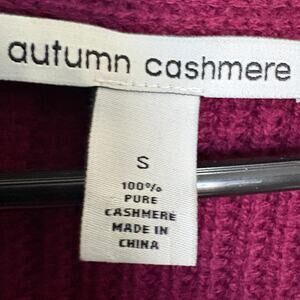 autumn cashmere
S
100%
PURE
CASHMERE
MADE IN
CHINA